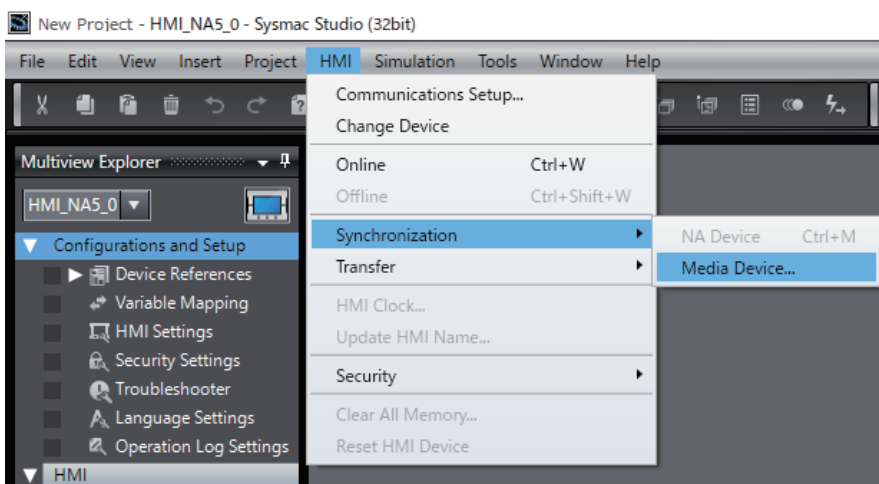 New Project - HMI_NA5_0 - Sysmac Studio (32bit)
File Edit View Insert Project HMI Simulation Tools Window Help
Communications Setup...
Change Device
Multiview Explorer
Online Ctrl+W
HMI_NA5_0
Offline Ctrl+Shift+W
Configurations and Setup
Synchronization
NA Device Ctrl+M
Device References
Transfer
Media Device...
Variable Mapping
HMI Clock...
HMI Settings
Update HMI Name...
Security Settings
Security
Troubleshooter
Language Settings
Clear All Memory...
Operation Log Settings
Reset HMI Device
HMI